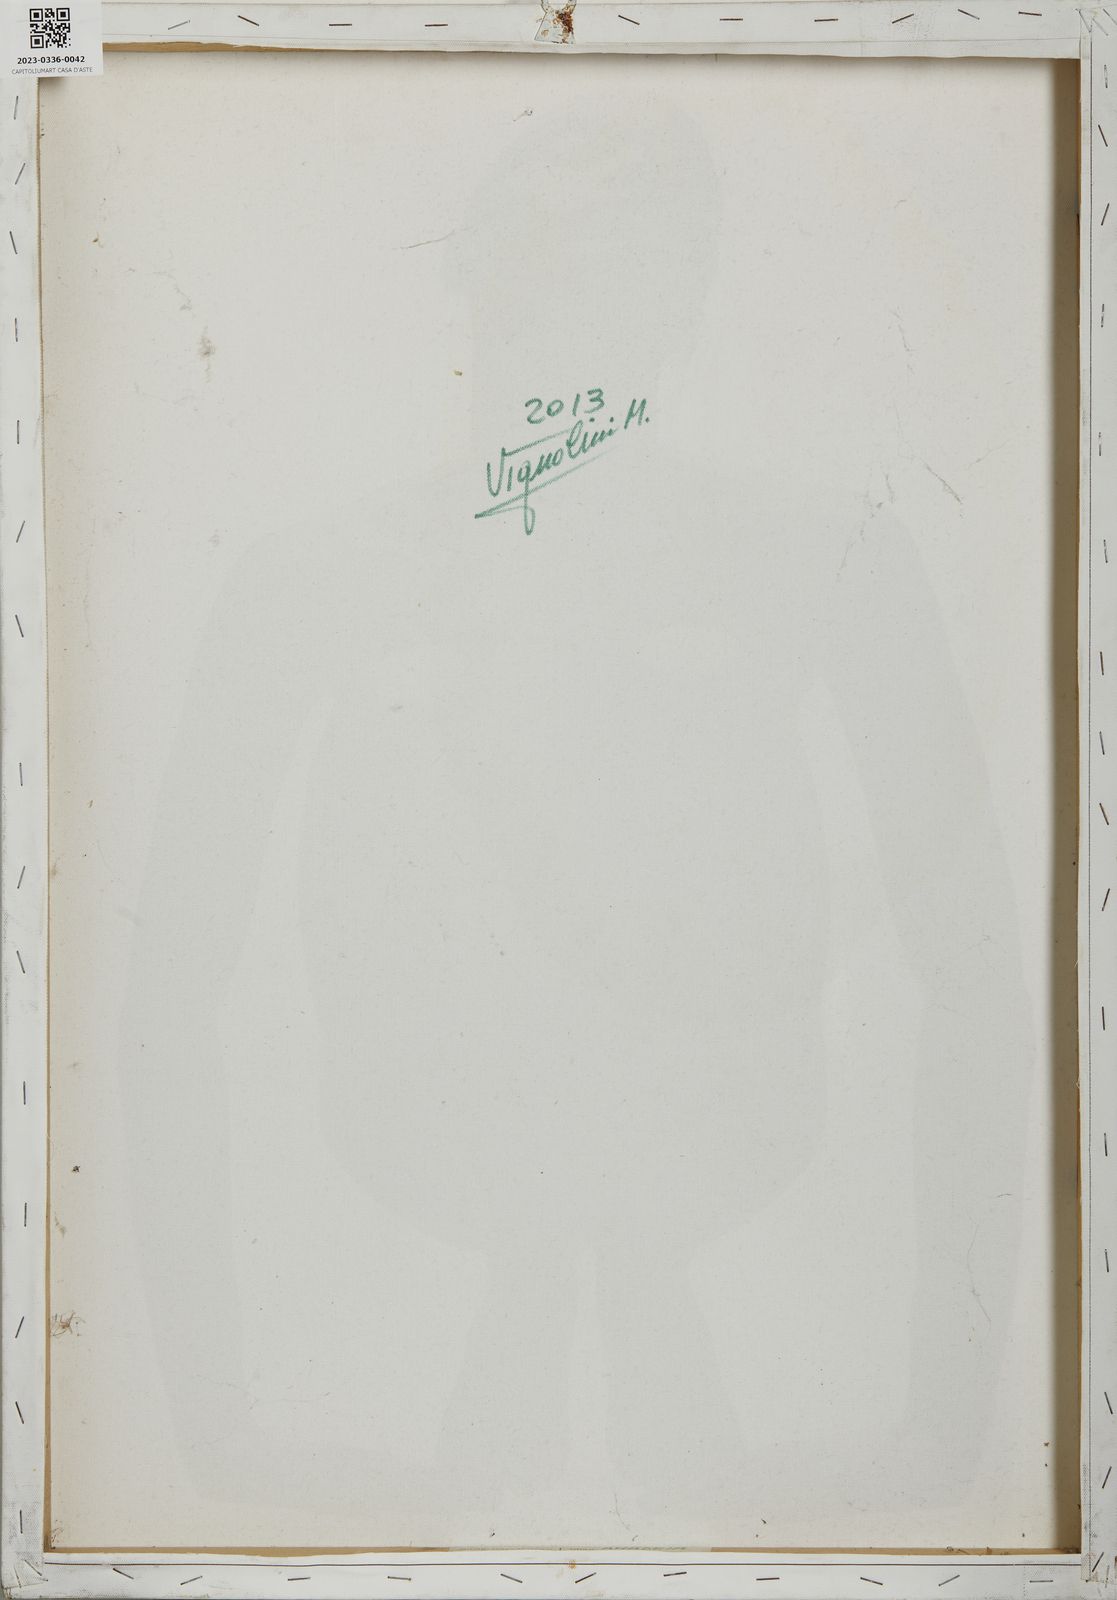 2023-0336-0042
CAPITOLIUMART CASA D'ASTE
2013
Vignolini M.